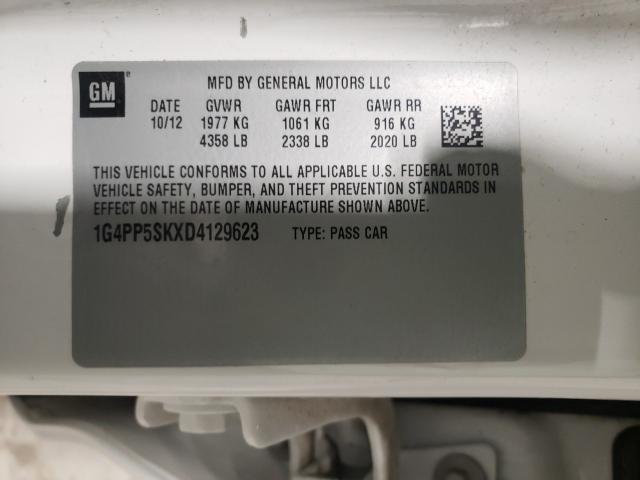 GM
MFD BY GENERAL MOTORS LLC
DATE GVWR GAWR FRT GAWR RR
10/12 1977 KG 1061 KG 916 KG
4358 LB 2338 LB 2020 LB
THIS VEHICLE CONFORMS TO ALL APPLICABLE U.S. FEDERAL MOTOR
VEHICLE SAFETY, BUMPER, AND THEFT PREVENTION STANDARDS IN
EFFECT ON THE DATE OF MANUFACTURE SHOWN ABOVE.
1G4PP5SKXD4129623 TYPE: PASS CAR